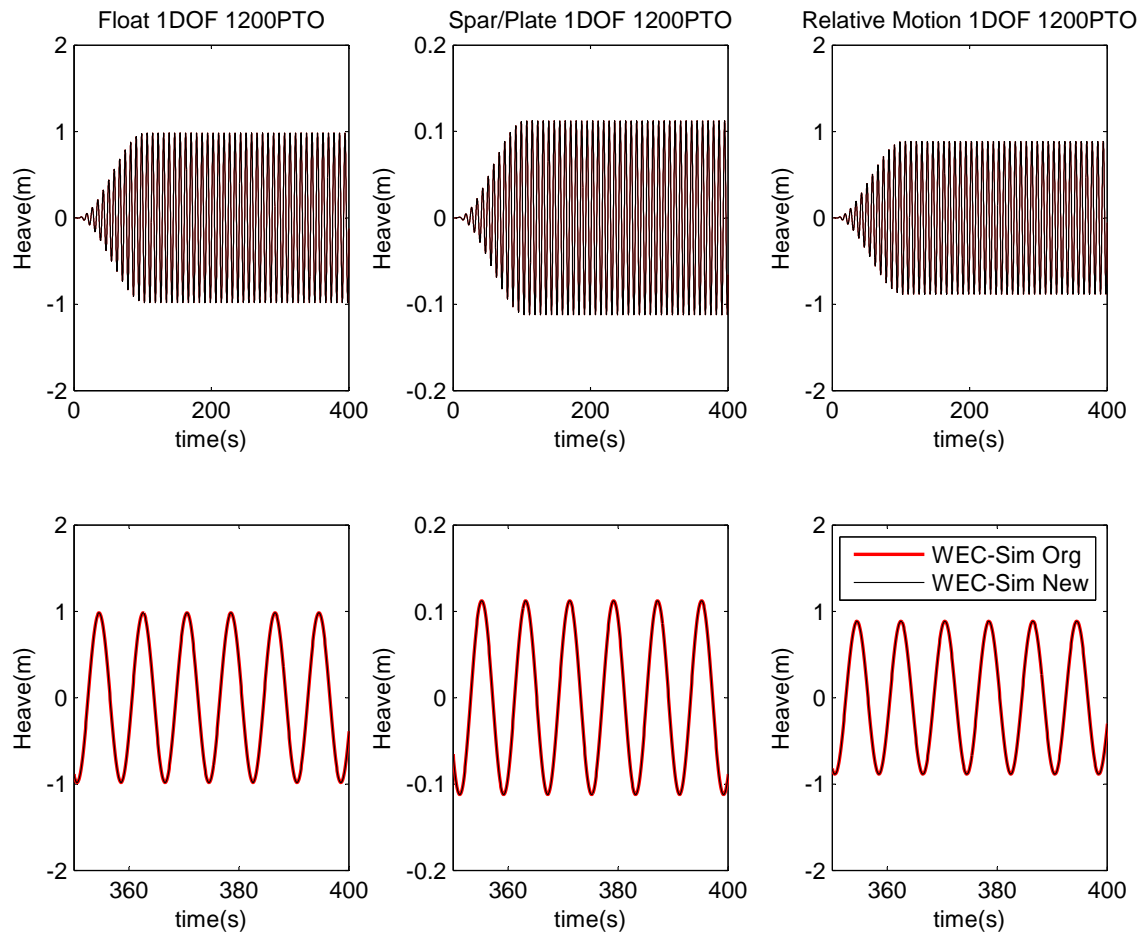 Float 1DOF 1200PTO
Spar/Plate 1DOF 1200PTO
Relative Motion 1DOF 1200PTO
2
1
0
-1
-2
Heave(m)
0
200
400
time(s)
0.2
0.1
0
-0.1
-0.2
Heave(m)
0
200
400
time(s)
2
1
0
-1
-2
Heave(m)
0
200
400
time(s)
2
1
0
-1
-2
Heave(m)
360
380
400
time(s)
0.2
0.1
0
-0.1
-0.2
Heave(m)
360
380
400
time(s)
2
1
0
-1
-2
Heave(m)
WEC-Sim Org
WEC-Sim New
360
380
400
time(s)